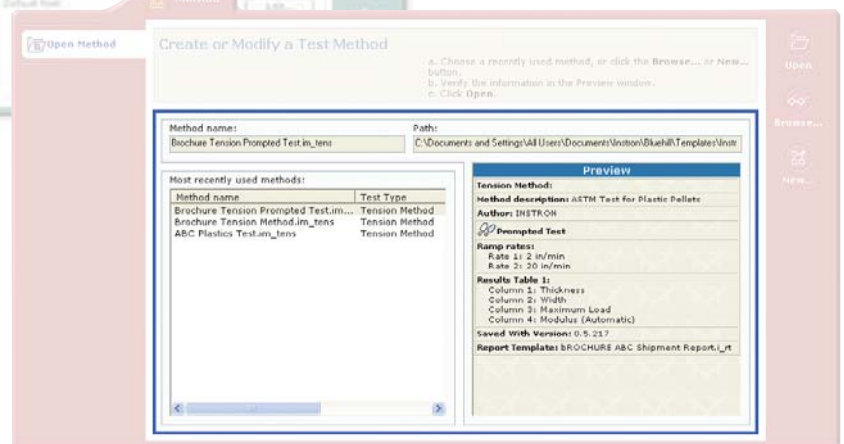 Default font
Method
Open Method
Create or Modify a Test Method
a. Choose a recently used method, or click the Browse... or New...
button.
b. Verify the information in the Preview window.
c. Click Open.
Open
Browse...
New...
Method name:
Path:
Brochure Tension Prompted Test.im_tens
C:\Documents and Settings\All Users\Documents\Instron\Bluehill\Templates\Instr
Most recently used methods:
Method name
Test Type
Brochure Tension Prompted Test.im...
Tension Method
Brochure Tension Method.im_tens
Tension Method
ABC Plastics Test.im_tens
Tension Method
Preview
Tension Method:
Method description: ASTM Test for Plastic Pellets
Author: INSTRON
Prompted Test
Ramp rates:
Rate 1: 2 in/min
Rate 2: 20 in/min
Results Table 1:
Column 1: Thickness
Column 2: Width
Column 3: Maximum Load
Column 4: Modulus (Automatic)
Saved With Version: 0.5.217
Report Template: bROCHURE ABC Shipment Report.i_rt